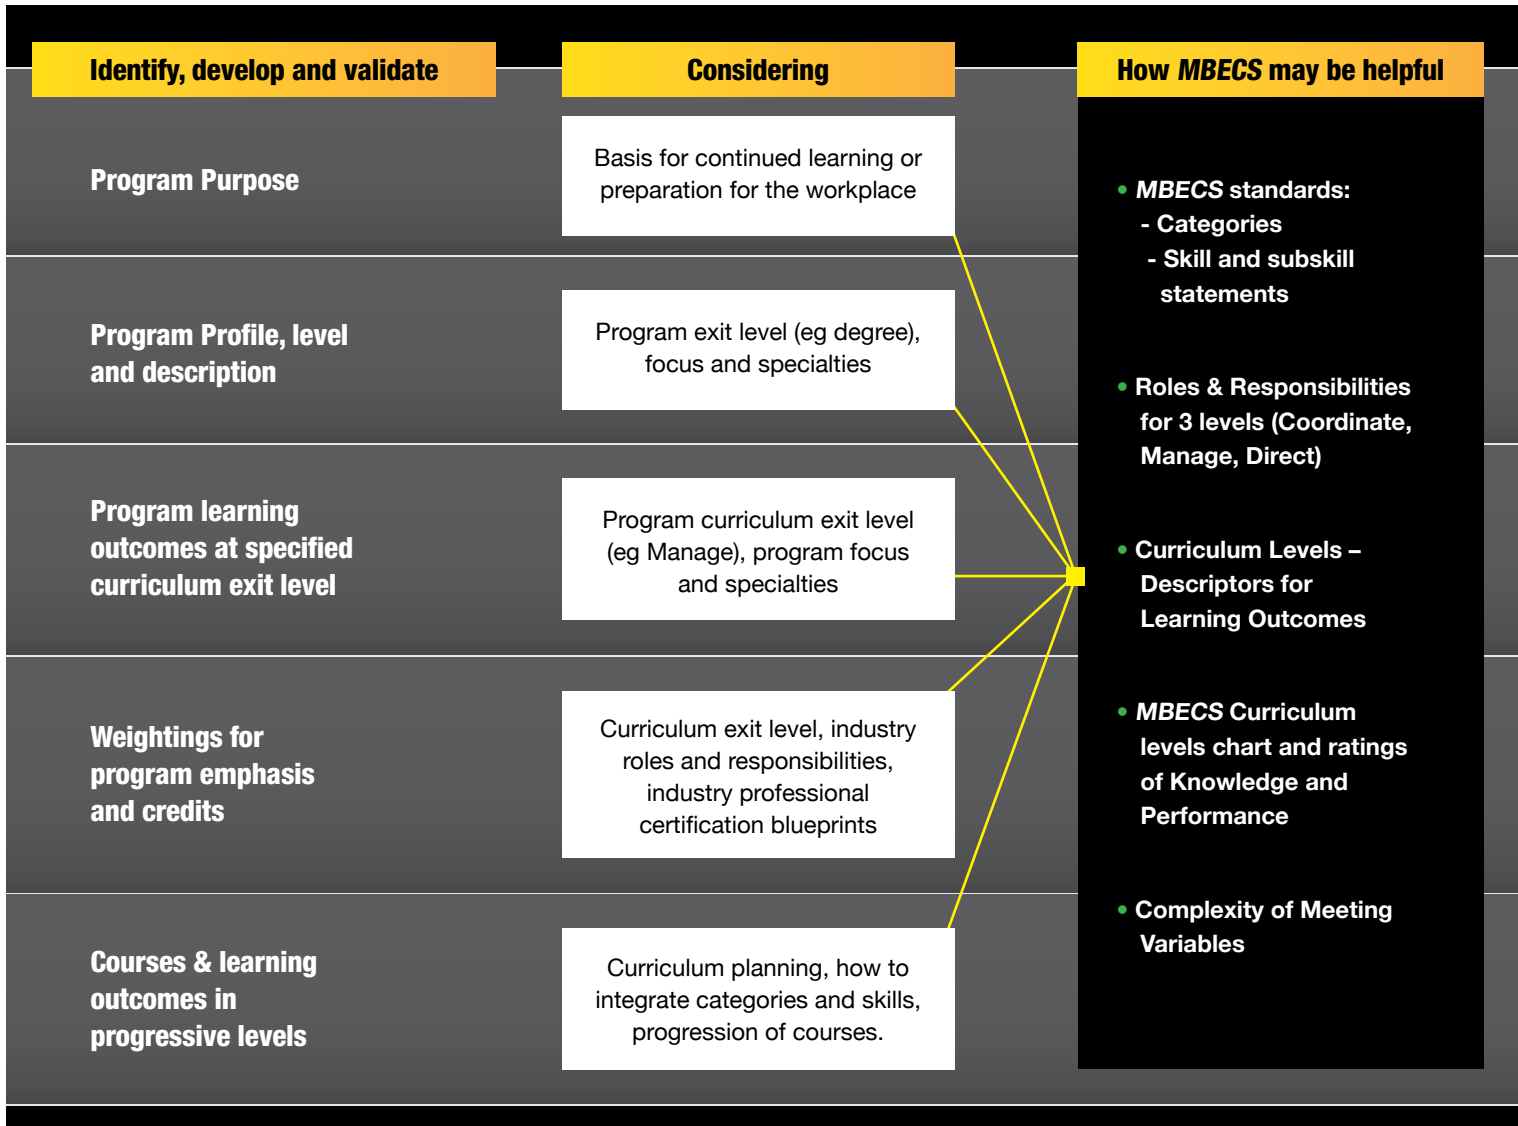 Identify, develop and validate
Considering
How MBECS may be helpful
Program Purpose
Basis for continued learning or
preparation for the workplace
Program Profile, level
and description
Program exit level (eg degree),
focus and specialties
Program learning
outcomes at specified
curriculum exit level
Program curriculum exit level
(eg Manage), program focus
and specialties
Weightings for
program emphasis
and credits
Curriculum exit level, industry
roles and responsibilities,
industry professional
certification blueprints
Courses & learning
outcomes in
progressive levels
Curriculum planning, how to
integrate categories and skills,
progression of courses.
• MBECS standards:
- Categories
- Skill and subskill
statements
• Roles & Responsibilities
for 3 levels (Coordinate,
Manage, Direct)
• Curriculum Levels –
Descriptors for
Learning Outcomes
• MBECS Curriculum
levels chart and ratings
of Knowledge and
Performance
• Complexity of Meeting
Variables